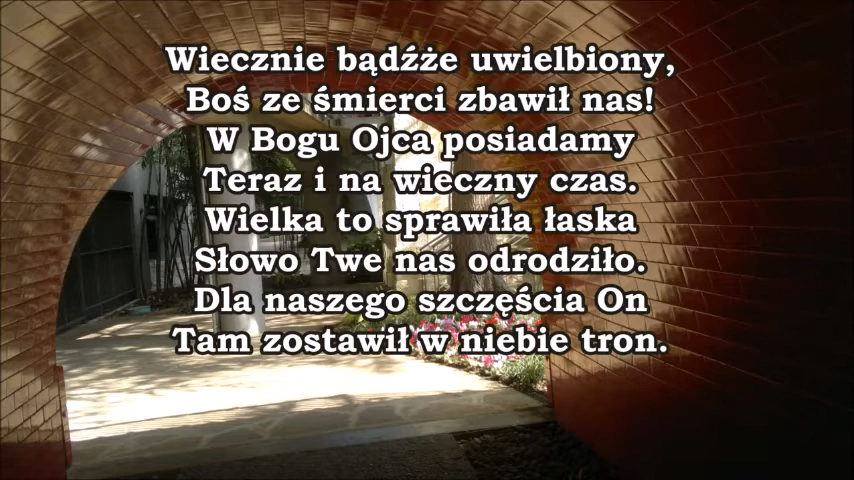 Wiecznie bądźże uwielbiony,
Boś ze śmierci zbawił nas!
W Bogu Ojca posiadamy
Teraz i na wieczny czas.
Wielka to sprawiła łaska
Słowo Twe nas odrodziło.
Dla naszego szczęścia On
Tam zostawił w niebie tron.